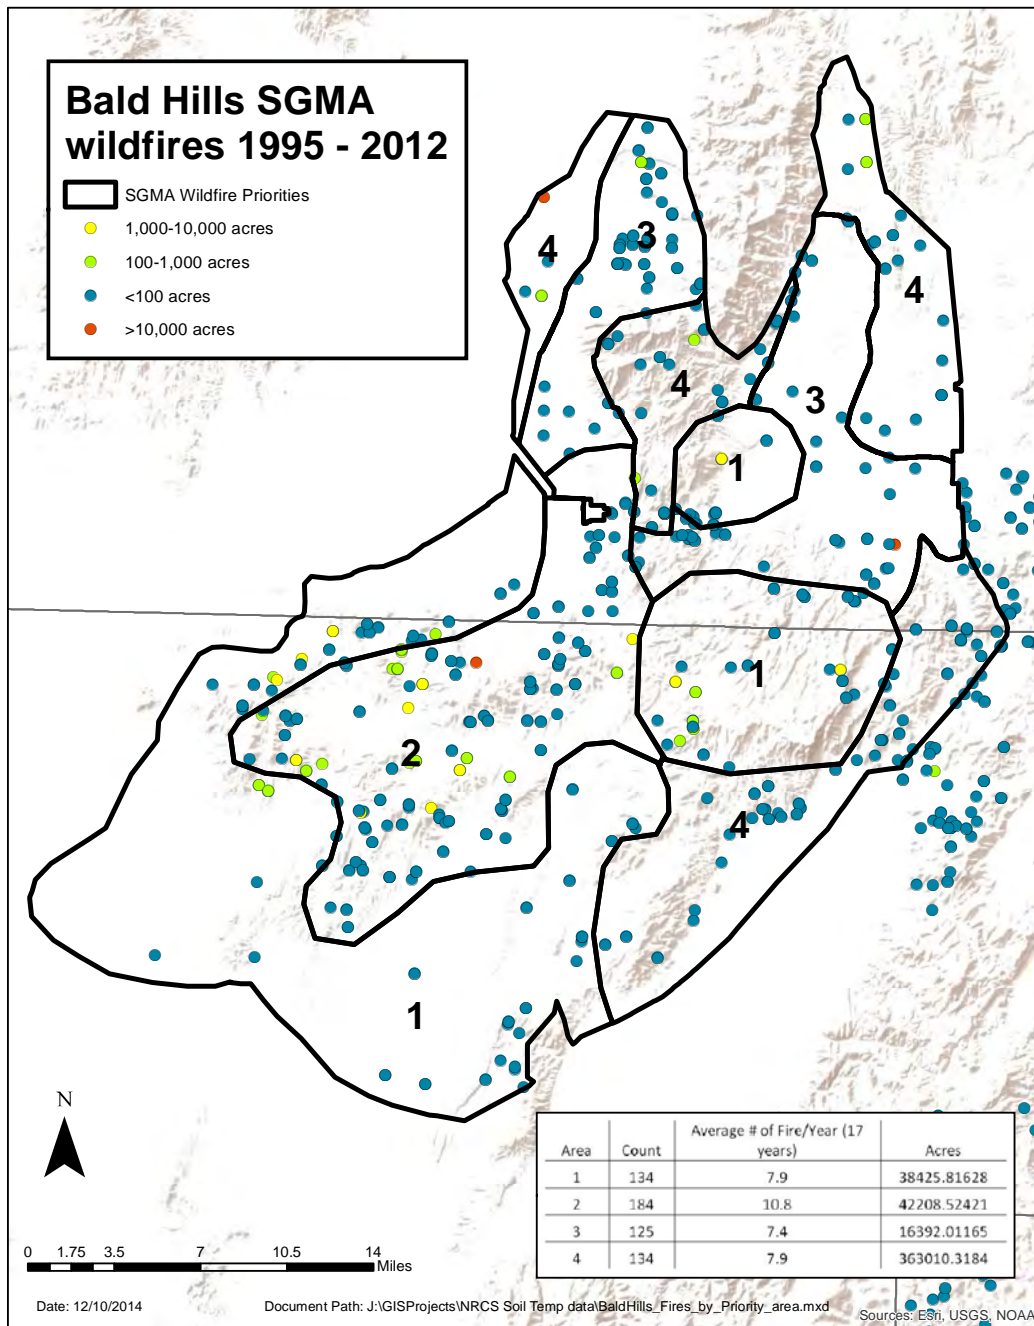 Bald Hills SGMA
wildfires 1995 - 2012
SGMA Wildfire Priorities
1,000-10,000 acres
100-1,000 acres
<100 acres
>10,000 acres
4
3
4
4
3
1
1
2
4
1
N
0 1.75 3.5 7 10.5 14
Miles
Area Count Average # of Fire/Year (17 years) Acres
1 134 7.9 38425.81628
2 184 10.8 42208.52421
3 125 7.4 16392.01165
4 134 7.9 363010.3184
Date: 12/10/2014
Document Path: J:\GISProjects\NRCS Soil Temp data\BaldHills_Fires_by_Priority_area.mxd
Sources: Esri, USGS, NOAA